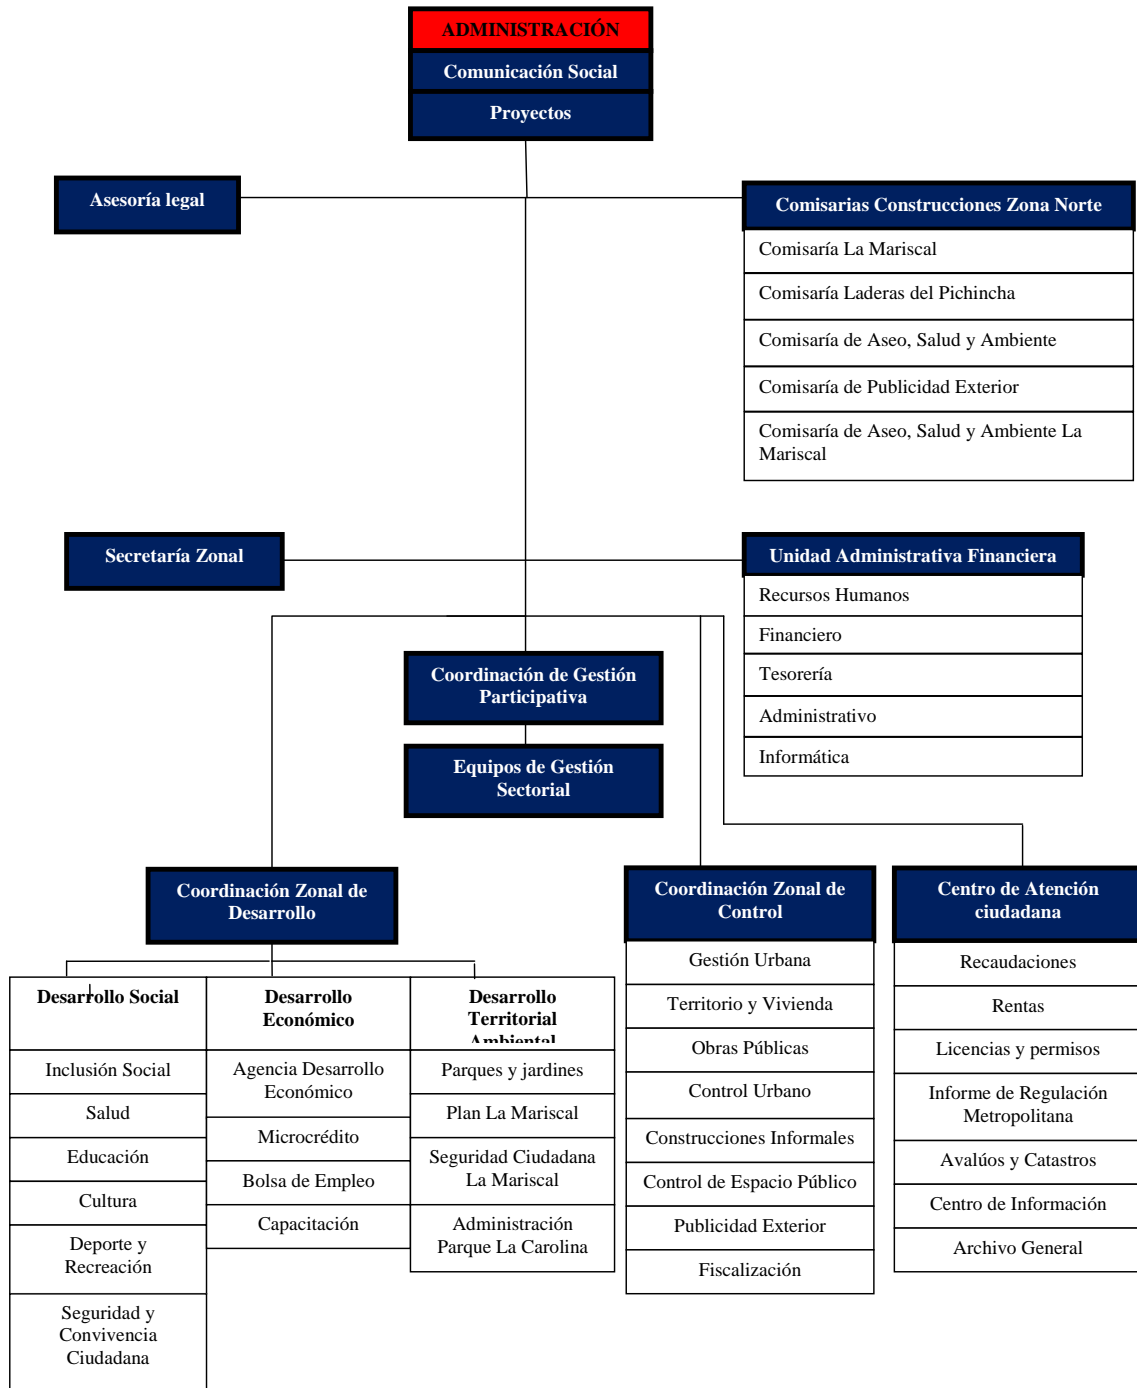 ADMINISTRACIÓN
Comunicación Social
Proyectos
Asesoría legal
Comisarias Construcciones Zona Norte
Comisaría La Mariscal
Comisaría Laderas del Pichincha
Comisaría de Aseo, Salud y Ambiente
Comisaría de Publicidad Exterior
Comisaría de Aseo, Salud y Ambiente La
Mariscal
Secretaría Zonal
Unidad Administrativa Financiera
Recursos Humanos
Financiero
Tesorería
Administrativo
Informática
Coordinación de Gestión
Participativa
Equipos de Gestión
Sectorial
Coordinación Zonal de
Desarrollo
Desarrollo Social
Inclusión Social
Salud
Educación
Cultura
Deporte y
Recreación
Seguridad y
Convivencia
Ciudadana
Desarrollo
Económico
Agencia Desarrollo
Económico
Microcrédito
Bolsa de Empleo
Capacitación
Desarrollo
Territorial
Ambiental
Parques y jardines
Plan La Mariscal
Seguridad Ciudadana
La Mariscal
Administración
Parque La Carolina
Coordinación Zonal de
Control
Gestión Urbana
Territorio y Vivienda
Obras Públicas
Control Urbano
Construcciones Informales
Control de Espacio Público
Publicidad Exterior
Fiscalización
Centro de Atención
ciudadana
Recaudaciones
Rentas
Licencias y permisos
Informe de Regulación
Metropolitana
Avalúos y Catastros
Centro de Información
Archivo General